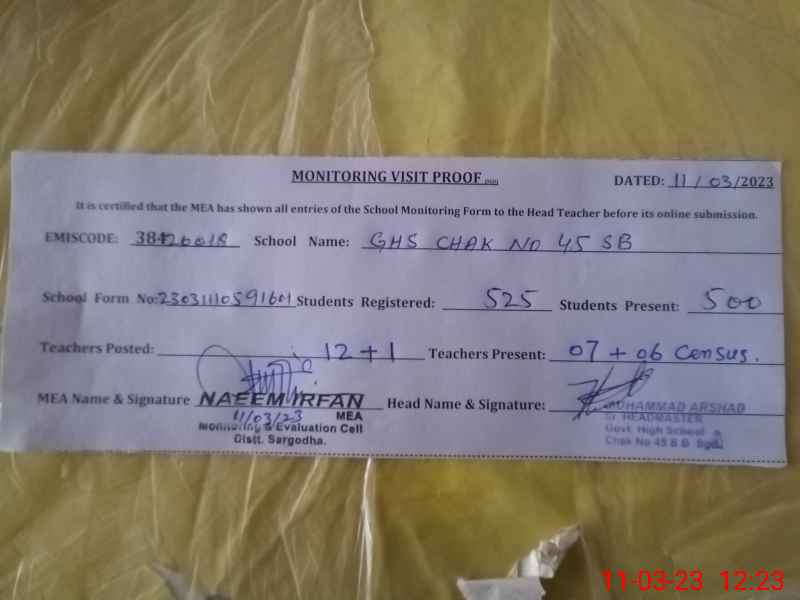 MONITORING VISIT PROOF
DATED: 11/03/2023
It is certified that the MEA has shown all entries of the School Monitoring Form to the Head Teacher before its online submission.
EMISCODE: 38420018 School Name: GHS CHAK NO 45 SB
School Form No: 23031110591601 Students Registered: 525 Students Present: 500
Teachers Posted: 12+1 Teachers Present: 07 + 06 Census.
MEA Name & Signature NAEEM IRFAN Head Name & Signature: MUHAMMAD ARSHAD
11/03/23 MEA Sr HEADMASTER
Monitoring & Evaluation Cell Govt. High School
Distt. Sargodha. Chak No 45 S B Sgd.
11-03-23 12:23